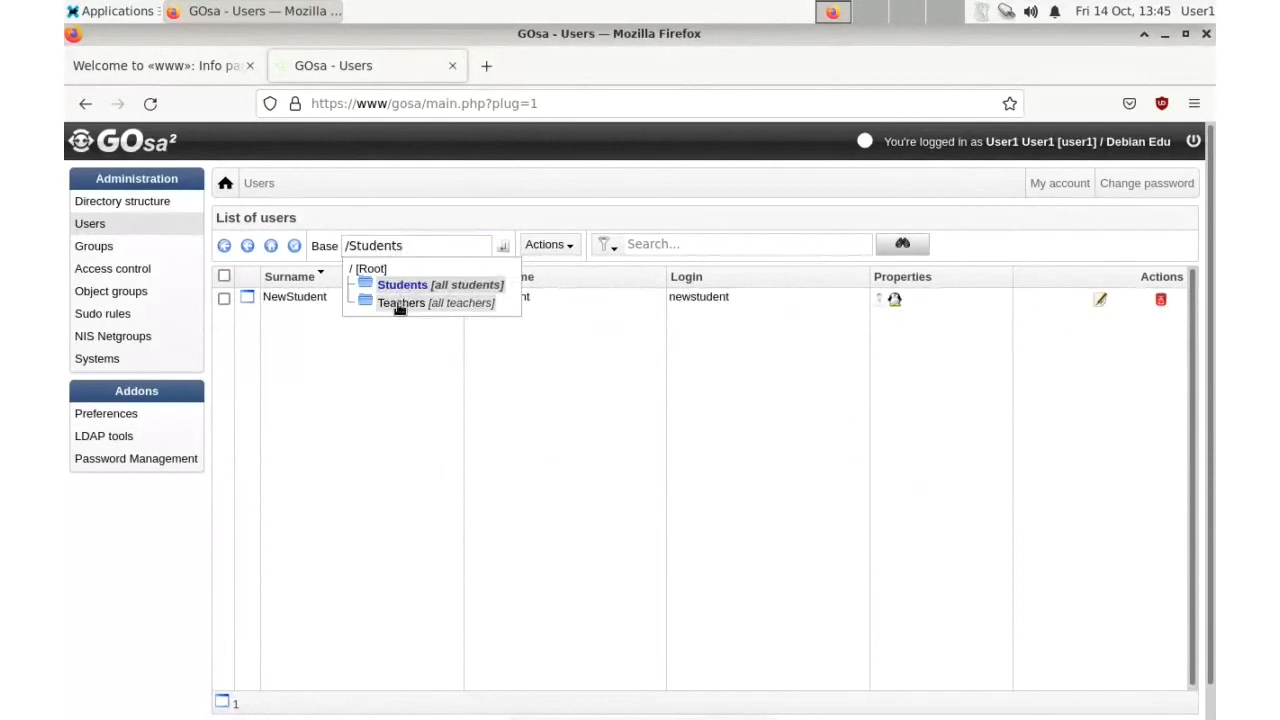 Applications
GOsa - Users — Mozilla ...
Fri 14 Oct, 13:45
User1
GOsa - Users — Mozilla Firefox
Welcome to «www»: Info pa
GOsa - Users
https://www/gosa/main.php?plug=1
GOsa²
You're logged in as User1 User1 [user1] / Debian Edu
Administration
Directory structure
Users
Groups
Access control
Object groups
Sudo rules
NIS Netgroups
Systems
Addons
Preferences
LDAP tools
Password Management
Users
My account
Change password
List of users
Base
/Students
Actions
Search...
/ [Root]
Students [all students]
Teachers [all teachers]
Surname
me
Login
Properties
Actions
NewStudent
nt
newstudent
1